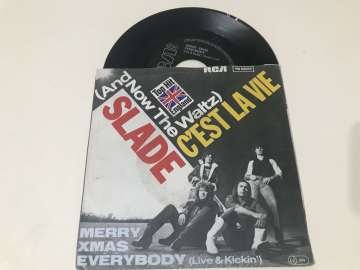 RCA
(And Now The Waltz)
C'EST LA VIE
SLADE
MERRY
XMAS
EVERYBODY (Live & Kickin')